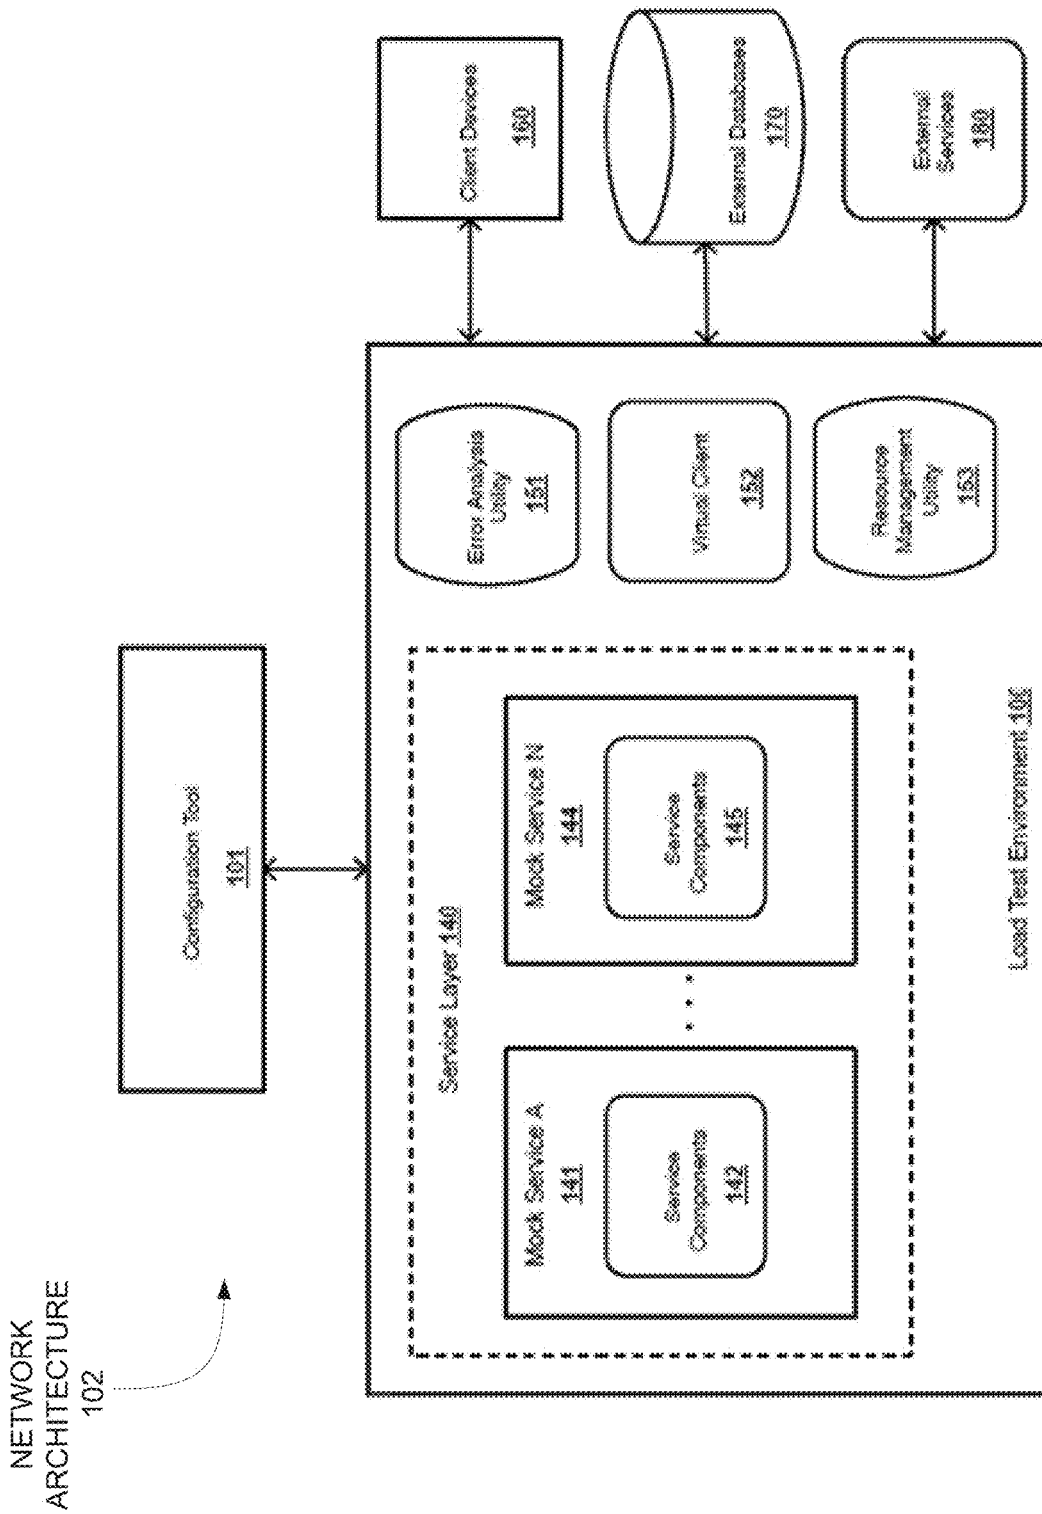 NETWORK
ARCHITECTURE
102
Configuration Tool
101
Service Layer 140
Mock Service A
141
Service
Components
142
. . .
Mock Service N
144
Service
Components
145
Error Analysis
Utility
151
Virtual Client
152
Resource
Management
Utility
153
Load Test Environment 100
Client Devices
160
External Databases
170
External
Services
180